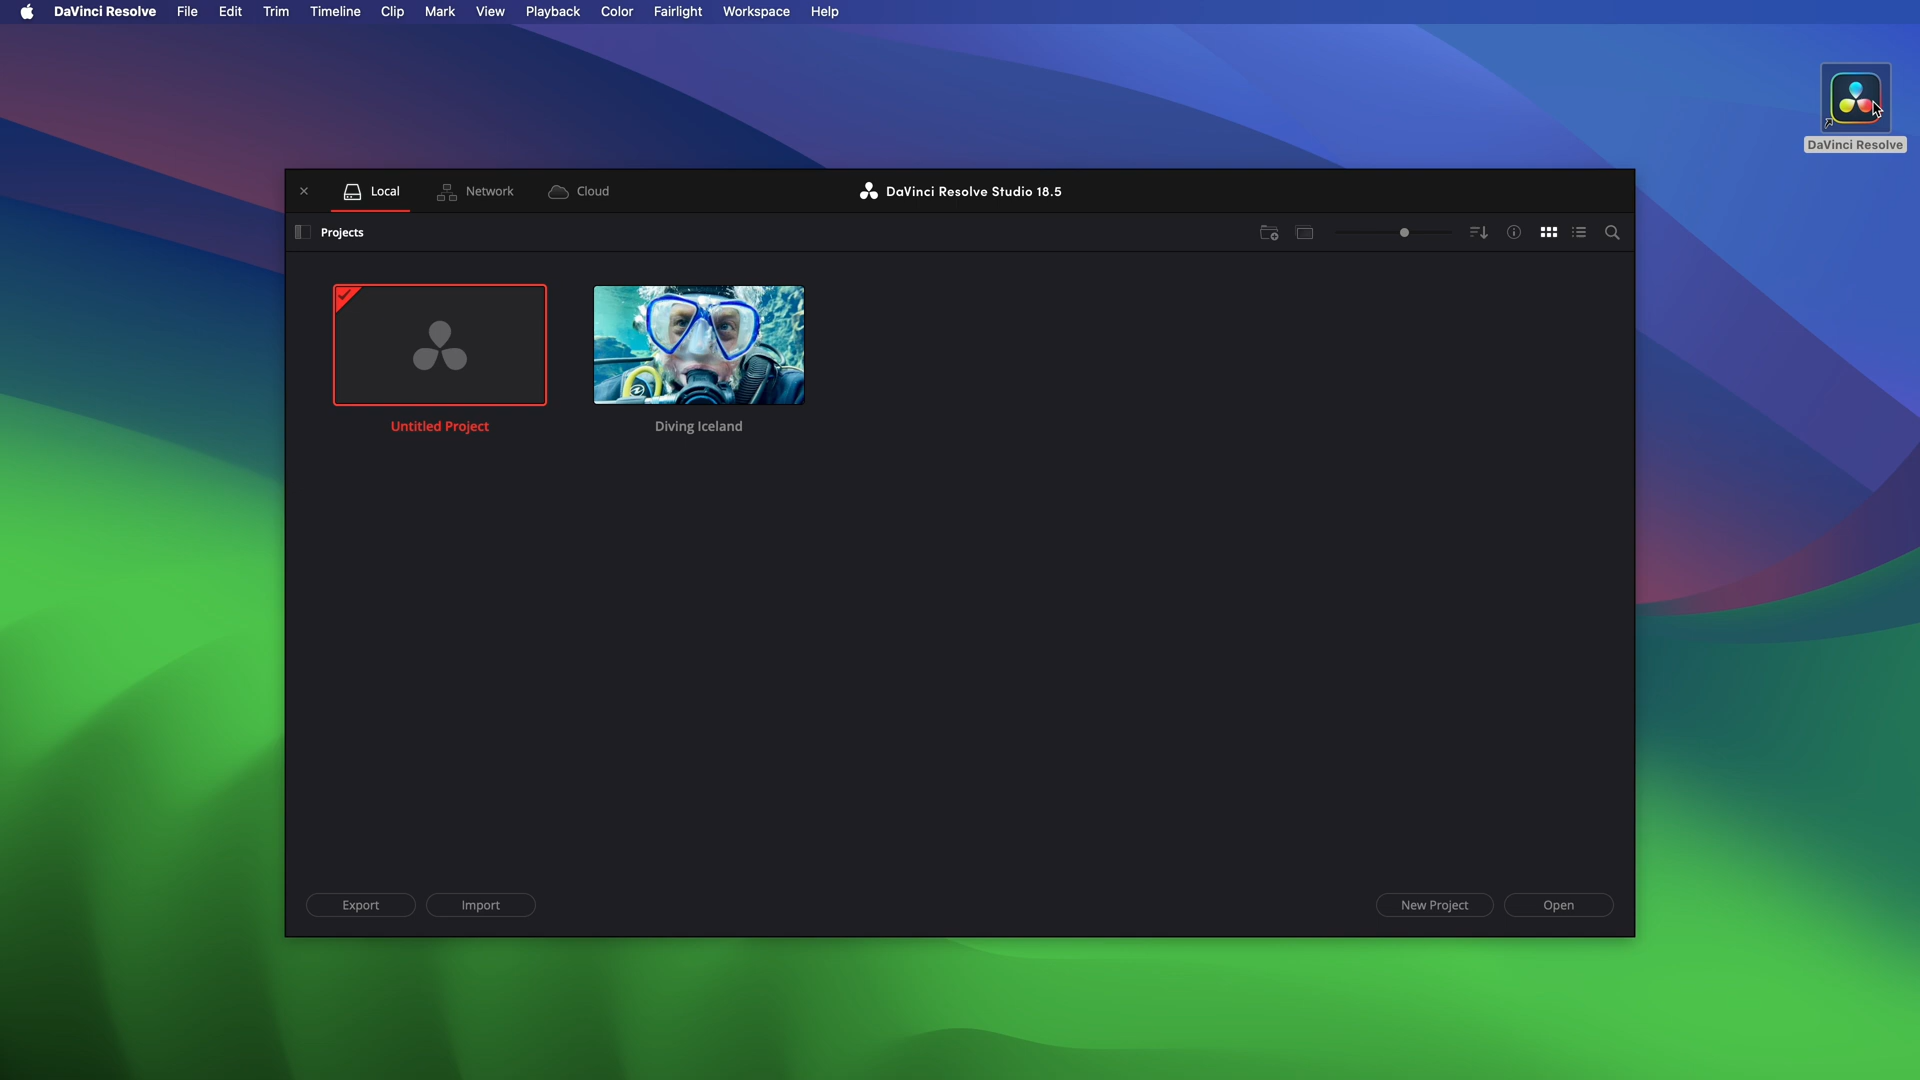 DaVinci Resolve File Edit Trim Timeline Clip Mark View Playback Color Fairlight Workspace Help
DaVinci Resolve
Local Network Cloud DaVinci Resolve Studio 18.5
Projects
Untitled Project Diving Iceland
Export Import New Project Open